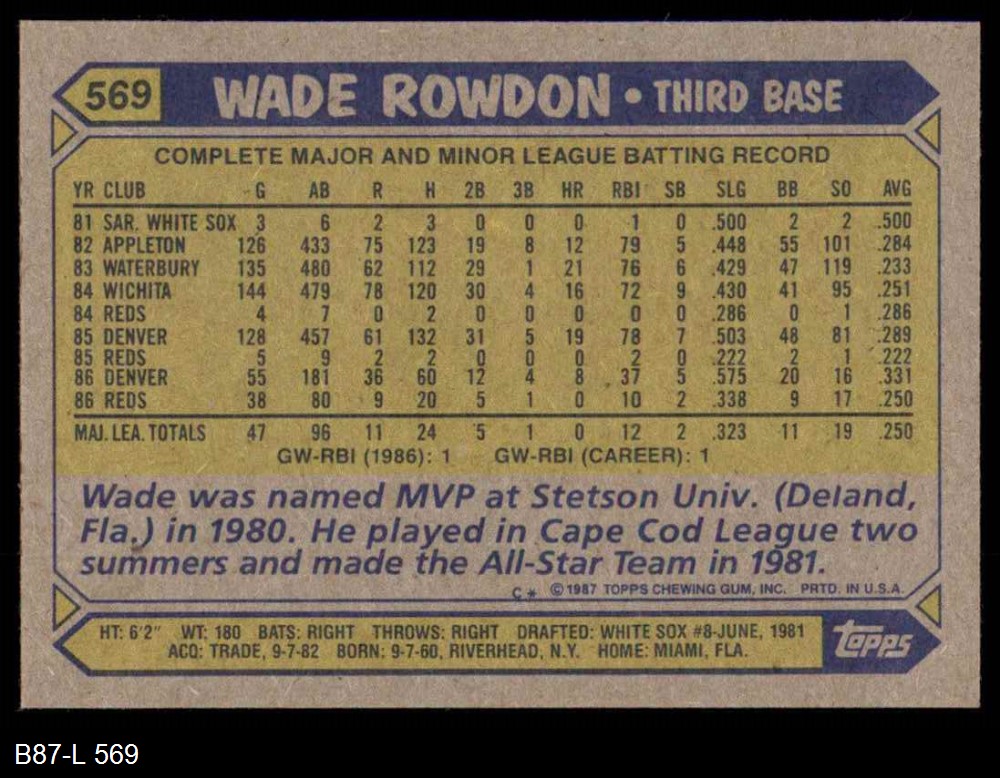 569 WADE ROWDON • THIRD BASE
COMPLETE MAJOR AND MINOR LEAGUE BATTING RECORD
YR CLUB G AB R H 2B 3B HR RBI SB SLG BB SO AVG
81 SAR. WHITE SOX 3 6 2 3 0 0 0 1 0 .500 2 2 .500
82 APPLETON 126 433 75 123 19 8 12 79 5 .448 55 101 .284
83 WATERBURY 135 480 62 112 29 1 21 76 6 .429 47 119 .233
84 WICHITA 144 479 78 120 30 4 16 72 9 .430 41 95 .251
84 REDS 4 7 0 2 0 0 0 0 0 .286 0 1 .286
85 DENVER 128 457 61 132 31 5 19 78 7 .503 48 81 .289
85 REDS 5 9 2 2 0 0 0 2 0 .222 2 1 .222
86 DENVER 55 181 36 60 12 4 8 37 5 .575 20 16 .331
86 REDS 38 80 9 20 5 1 0 10 2 .338 9 17 .250
MAJ. LEA. TOTALS 47 96 11 24 5 1 0 12 2 .323 11 19 .250
GW-RBI (1986): 1 GW-RBI (CAREER): 1
Wade was named MVP at Stetson Univ. (Deland,
Fla.) in 1980. He played in Cape Cod League two
summers and made the All-Star Team in 1981.
C* ©1987 TOPPS CHEWING GUM, INC. PRTD. IN U.S.A.
HT: 6'2" WT: 180 BATS: RIGHT THROWS: RIGHT DRAFTED: WHITE SOX #8-JUNE, 1981
ACQ: TRADE, 9-7-82 BORN: 9-7-60, RIVERHEAD, N.Y. HOME: MIAMI, FLA.
topps
B87-L 569